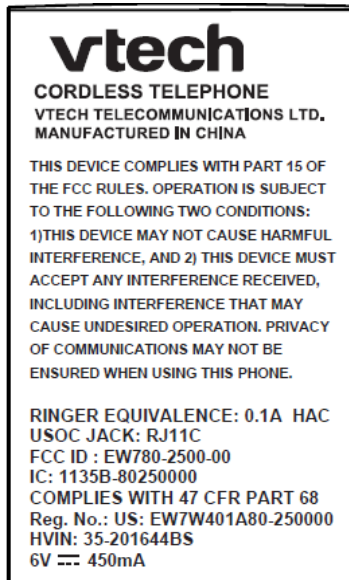 vtech
CORDLESS TELEPHONE
VTECH TELECOMMUNICATIONS LTD.
MANUFACTURED IN CHINA
THIS DEVICE COMPLIES WITH PART 15 OF
THE FCC RULES. OPERATION IS SUBJECT
TO THE FOLLOWING TWO CONDITIONS:
1)THIS DEVICE MAY NOT CAUSE HARMFUL
INTERFERENCE, AND 2) THIS DEVICE MUST
ACCEPT ANY INTERFERENCE RECEIVED,
INCLUDING INTERFERENCE THAT MAY
CAUSE UNDESIRED OPERATION. PRIVACY
OF COMMUNICATIONS MAY NOT BE
ENSURED WHEN USING THIS PHONE.
RINGER EQUIVALENCE: 0.1A HAC
USOC JACK: RJ11C
FCC ID : EW780-2500-00
IC: 1135B-80250000
COMPLIES WITH 47 CFR PART 68
Reg. No.: US: EW7W401A80-250000
HVIN: 35-201644BS
6V ⎓ 450mA